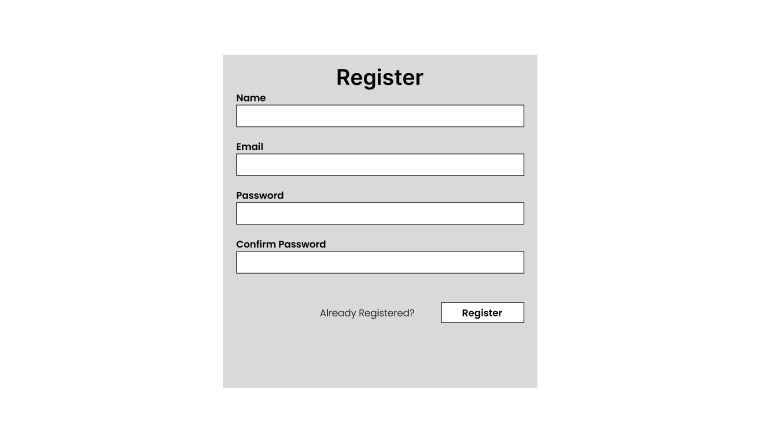 Register
Name
Email
Password
Confirm Password
Already Registered? Register